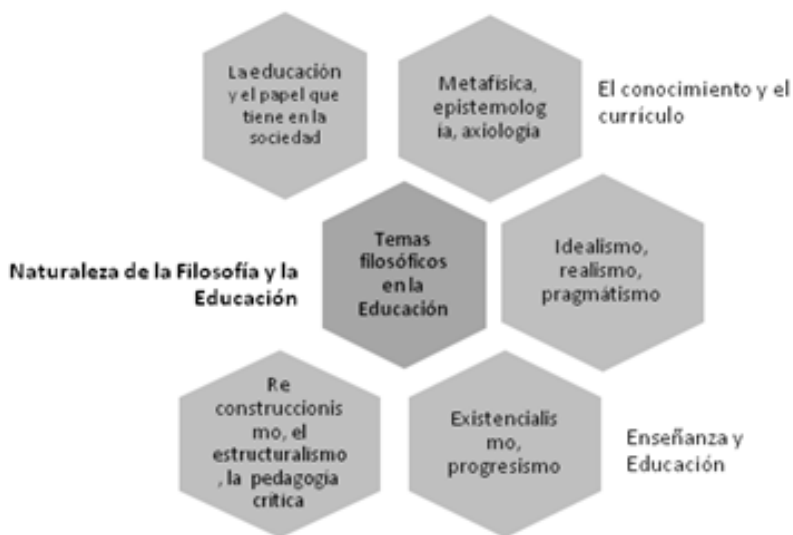 La educación
y el papel que
tiene en la
sociedad
Metafísica,
epistemolog
ía, axiología
El conocimiento y el
currículo
Naturaleza de la Filosofía y la
Educación
Temas
filosóficos
en la
Educación
Idealismo,
realismo,
pragmátismo
Re
construccionis
mo, el
estructuralismo
, la pedagogía
crítica
Existencialis
mo,
progresismo
Enseñanza y
Educación